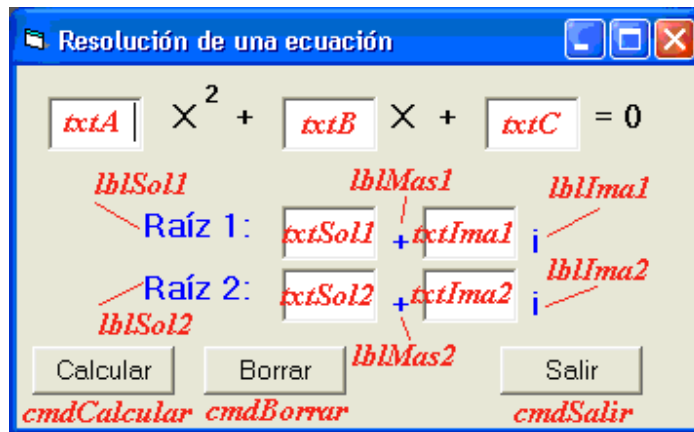 Resolución de una ecuación
txtA X² + txtB X + txtC = 0
lblSol1 lblMas1 lblIma1
Raíz 1: txtSol1 + txtIma1 i
Raíz 2: txtSol2 + txtIma2 i lblIma2
lblSol2 lblMas2
Calcular Borrar Salir
cmdCalcular cmdBorrar cmdSalir